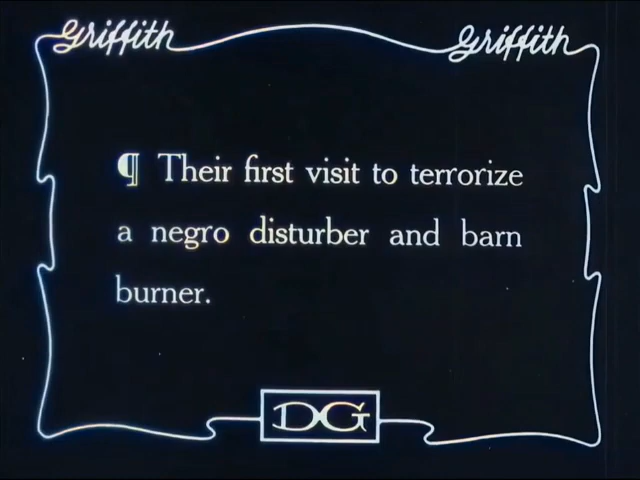 Griffith Griffith
¶ Their first visit to terrorize
a negro disturber and barn
burner.
DG